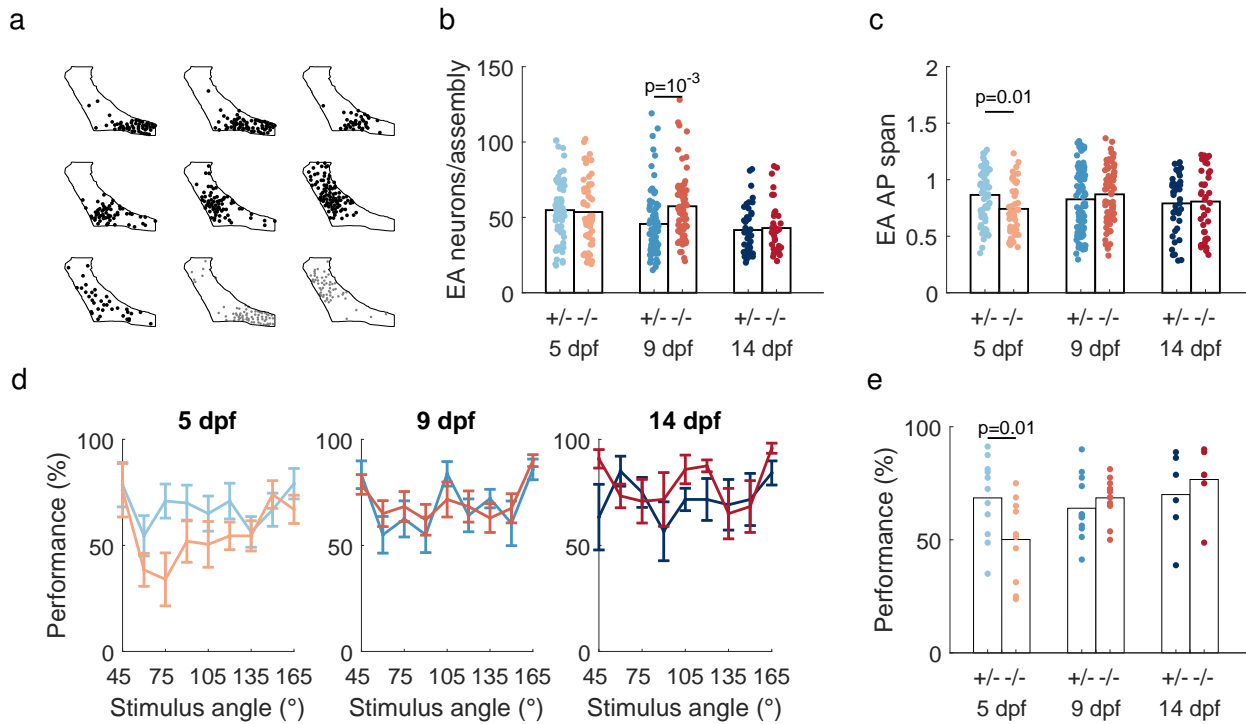 a
b
EA neurons/assembly
150
100
50
0
p=10⁻³
+/- -/- +/- -/- +/- -/-
5 dpf 9 dpf 14 dpf
c
EA AP span
2
1.5
1
0.5
0
p=0.01
+/- -/- +/- -/- +/- -/-
5 dpf 9 dpf 14 dpf
d
Performance (%)
5 dpf
100
50
0
45 75 105 135 165
Stimulus angle (°)
9 dpf
100
50
0
45 75 105 135 165
Stimulus angle (°)
14 dpf
100
50
0
45 75 105 135 165
Stimulus angle (°)
e
Performance (%)
100
50
0
p=0.01
+/- -/- +/- -/- +/- -/-
5 dpf 9 dpf 14 dpf